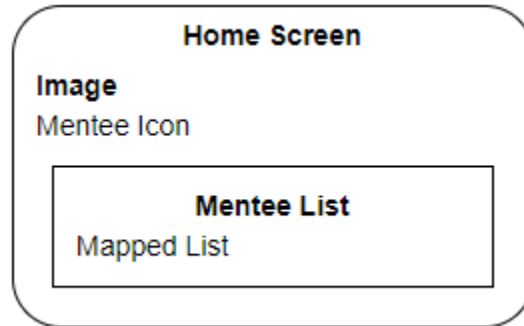 Home Screen
Image
Mentee Icon
Mentee List
Mapped List